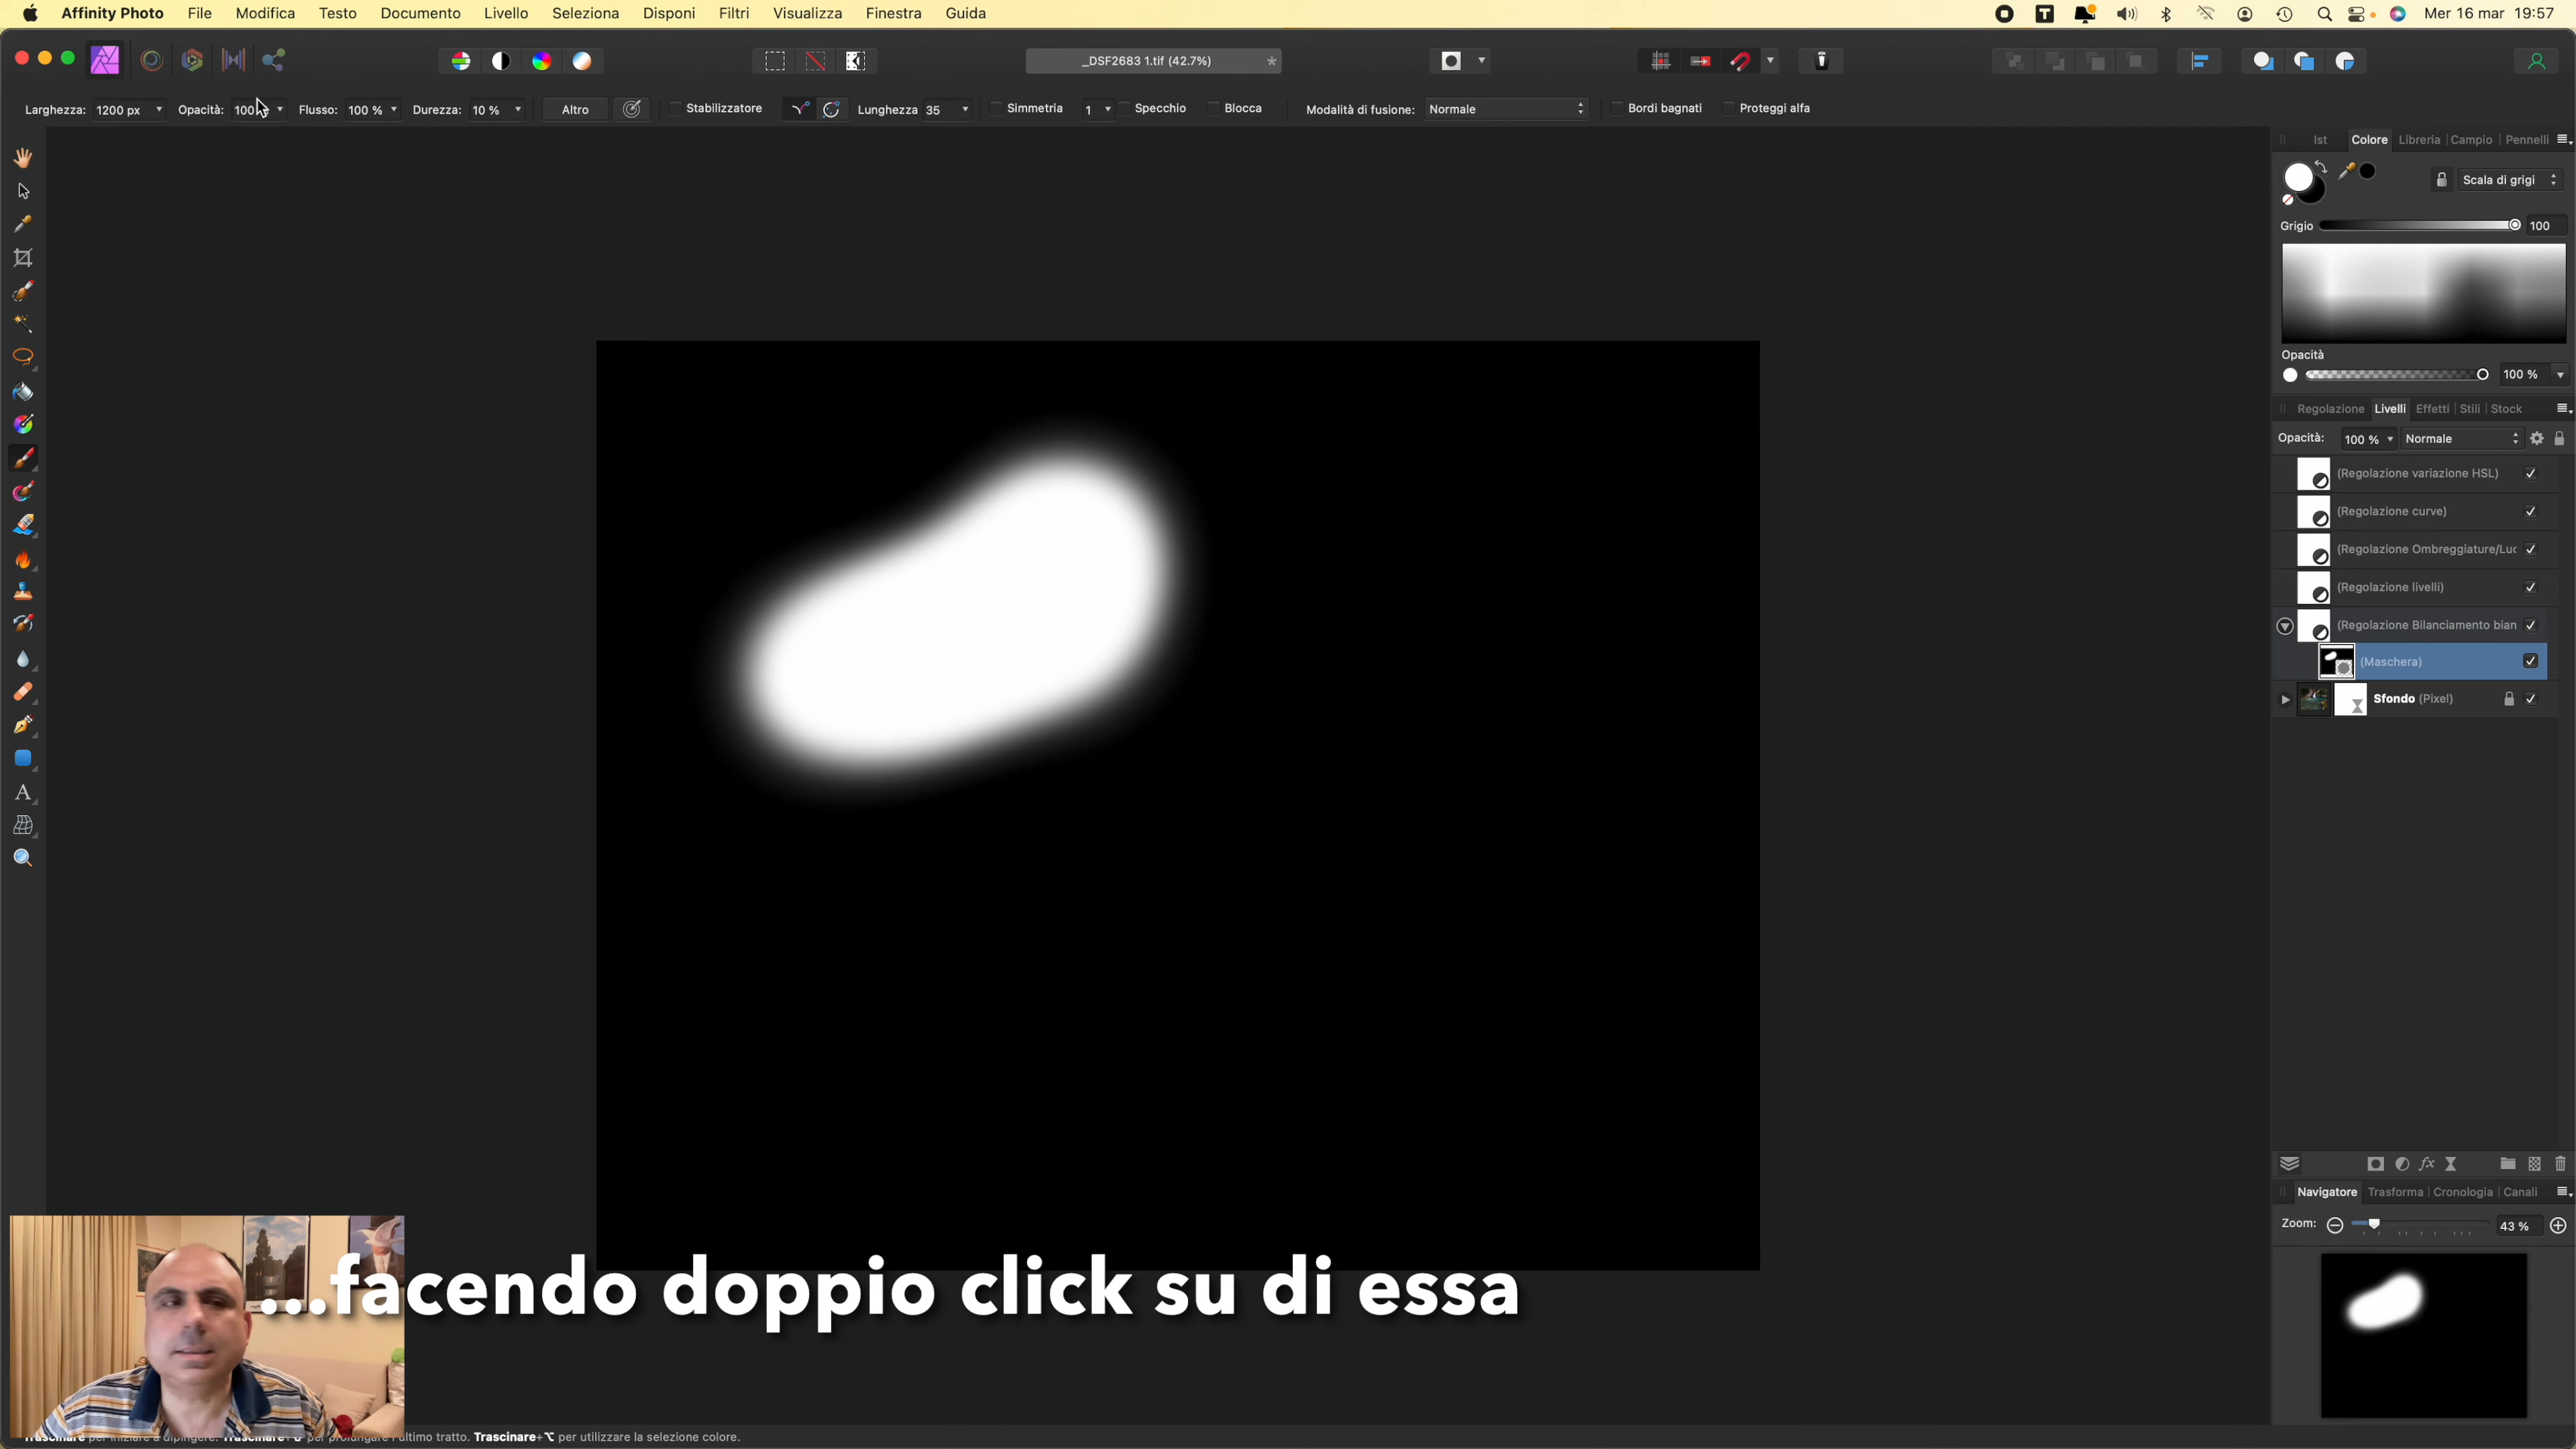 Affinity Photo File Modifica Testo Documento Livello Seleziona Disponi Filtri Visualizza Finestra Guida Mer 16 mar 19:57
_DSF2683 1.tif (42.7%) *
Larghezza: 1200 px Opacità: 100 Flusso: 100 % Durezza: 10 % Altro Stabilizzatore Lunghezza 35 Simmetria 1 Specchio Blocca Modalità di fusione: Normale Bordi bagnati Proteggi alfa
Ist Colore Libreria Campio Pennelli
Scala di grigi
Grigio 100
Opacità
100 %
Regolazione Livelli Effetti Stili Stock
Opacità: 100 % Normale
(Regolazione variazione HSL)
(Regolazione curve)
(Regolazione Ombreggiature/Luc
(Regolazione livelli)
(Regolazione Bilanciamento bian
(Maschera)
Sfondo (Pixel)
Navigatore Trasforma Cronologia Canali
Zoom: 43 %
...facendo doppio click su di essa
ultimo tratto. Trascinare+⌥ per utilizzare la selezione colore.